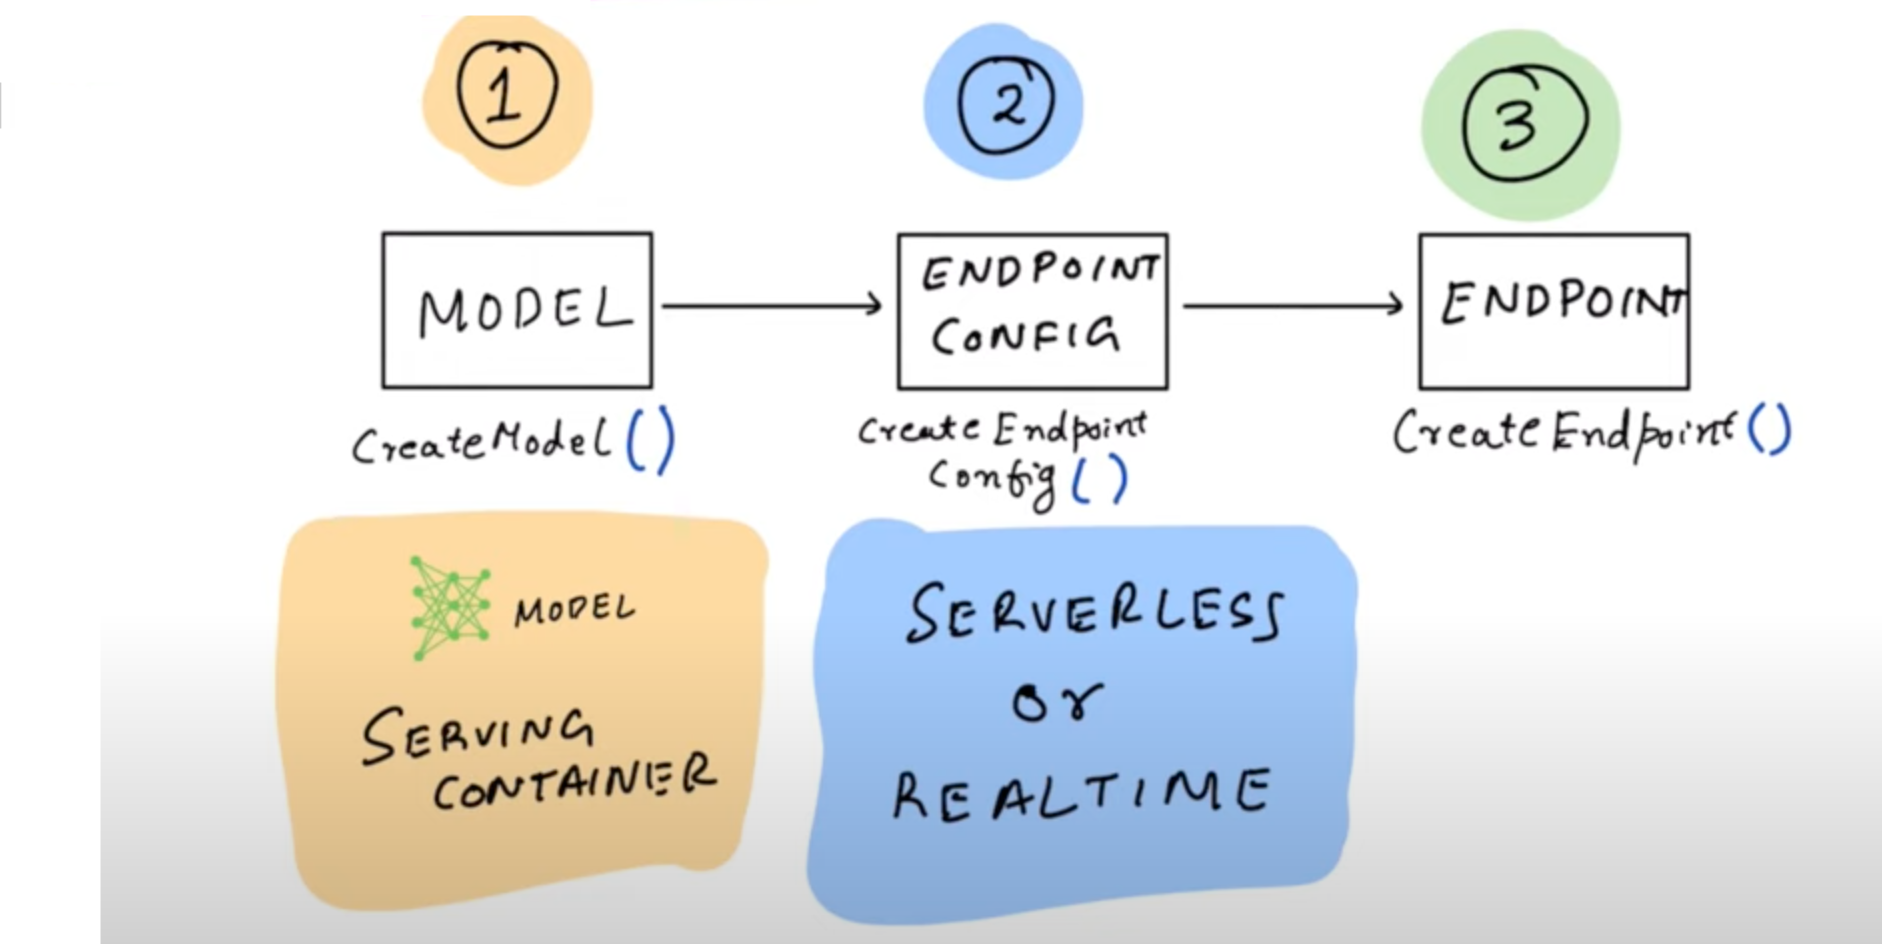 1
2
3
MODEL
ENDPOINT
CONFIG
ENDPOINT
CreateModel()
Create Endpoint
Config()
CreateEndpoint()
MODEL
SERVING
CONTAINER
SERVERLESS
or
REALTIME